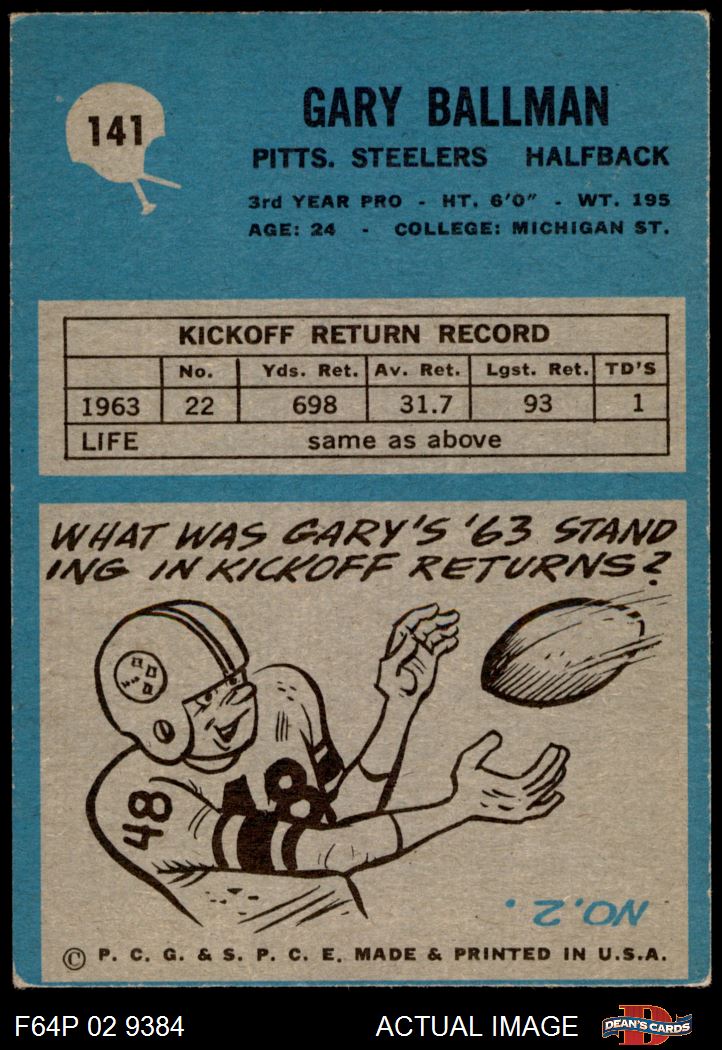 141
GARY BALLMAN
PITTS. STEELERS HALFBACK
3rd YEAR PRO - HT. 6'0" - WT. 195
AGE: 24 - COLLEGE: MICHIGAN ST.
KICKOFF RETURN RECORD
No. Yds. Ret. Av. Ret. Lgst. Ret. TD'S
1963 22 698 31.7 93 1
LIFE same as above
WHAT WAS GARY'S '63 STAND
ING IN KICKOFF RETURNS?
48
48
NO. 2.
© P. C. G. & S. P. C. E. MADE & PRINTED IN U.S.A.
F64P 02 9384 ACTUAL IMAGE
D
DEAN'S CARDS